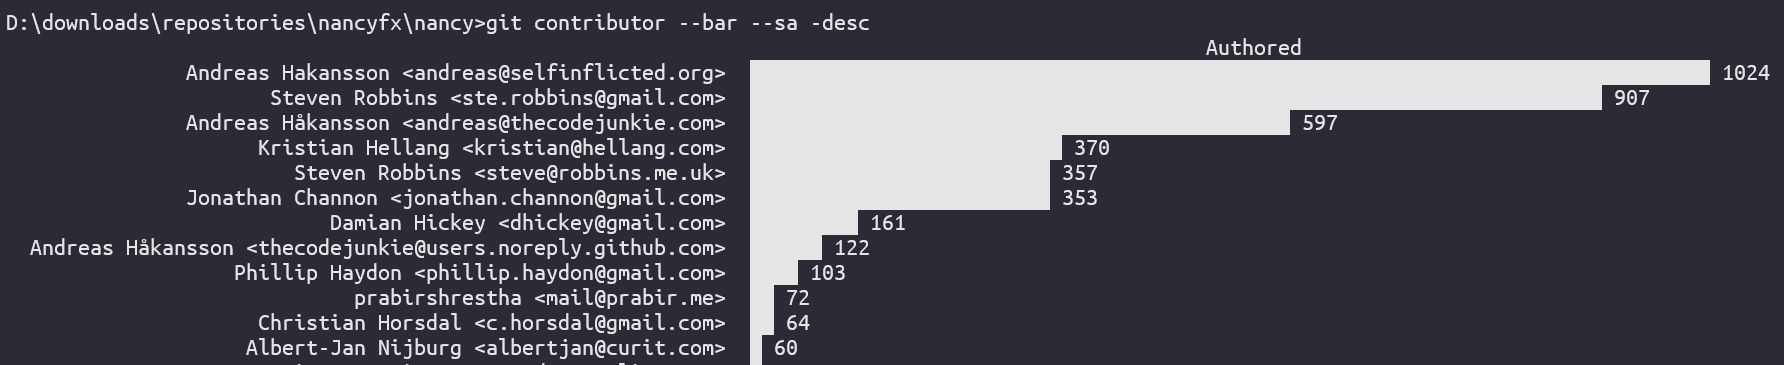 D:\downloads\repositories\nancyfx\nancy>git contributor --bar --sa -desc
Authored
Andreas Hakansson <andreas@selfinflicted.org> 1024
Steven Robbins <ste.robbins@gmail.com> 907
Andreas Håkansson <andreas@thecodejunkie.com> 597
Kristian Hellang <kristian@hellang.com> 370
Steven Robbins <steve@robbins.me.uk> 357
Jonathan Channon <jonathan.channon@gmail.com> 353
Damian Hickey <dhickey@gmail.com> 161
Andreas Håkansson <thecodejunkie@users.noreply.github.com> 122
Phillip Haydon <phillip.haydon@gmail.com> 103
prabirshrestha <mail@prabir.me> 72
Christian Horsdal <c.horsdal@gmail.com> 64
Albert-Jan Nijburg <albertjan@curit.com> 60